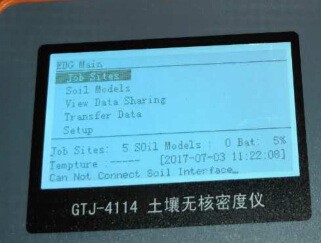 EDG Main
Job Sites
Soil Models
View Data Sharing
Transfer Data
Setup
Job Sites: 5 SOil Models : 0 Bat: 5%
Tempture : ----- [2017-07-03 11:22:08]
Can Not Connect Soil Interface…
GTJ-4114 土壤无核密度仪